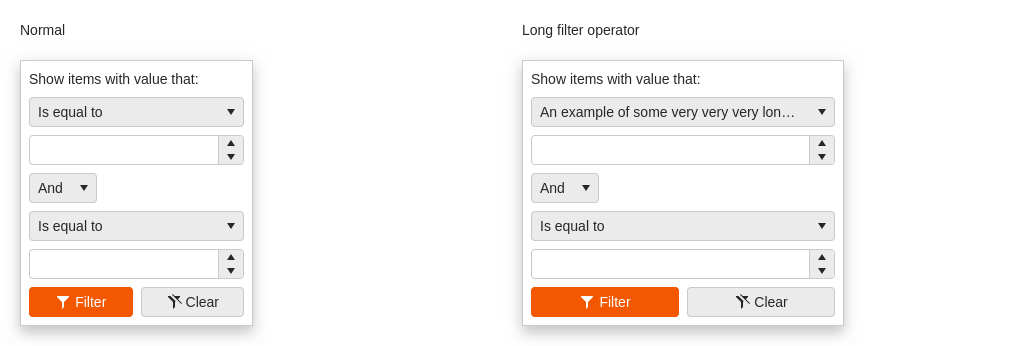 Normal
Show items with value that:
Is equal to
And
Is equal to
Filter
Clear
Long filter operator
Show items with value that:
An example of some very very very lon…
And
Is equal to
Filter
Clear